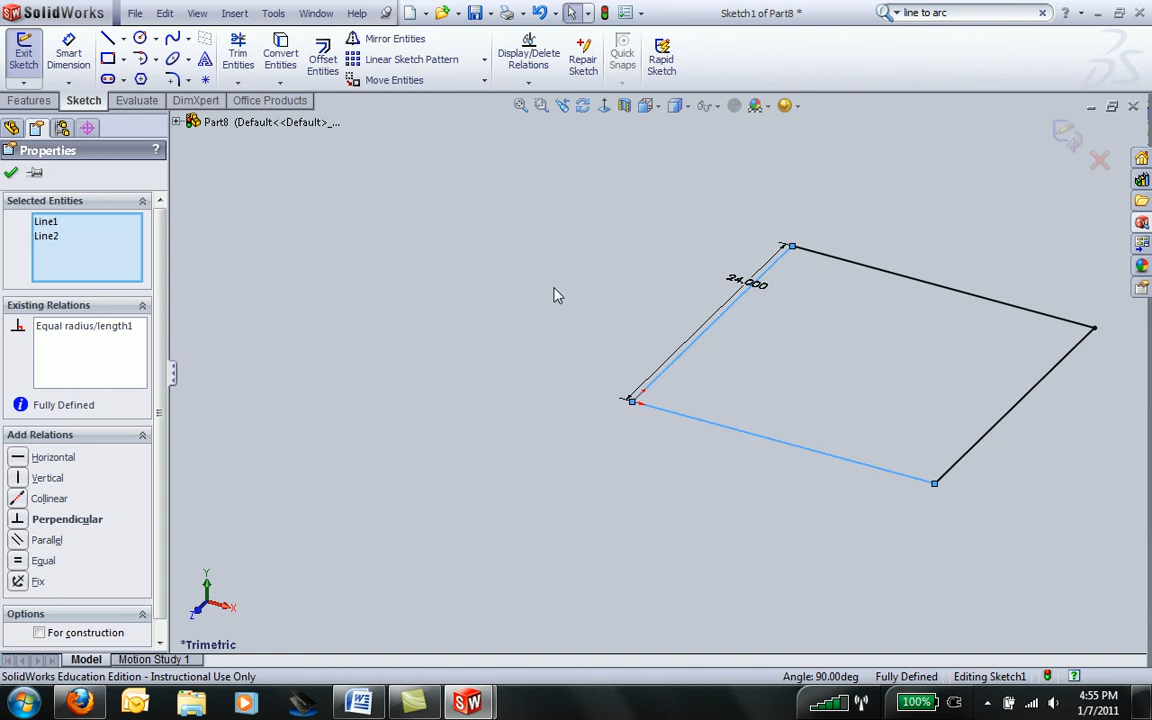 SolidWorks File Edit View Insert Tools Window Help Sketch1 of Part8 * line to arc
Exit Sketch
Smart Dimension
Trim Entities
Convert Entities
Offset Entities
Mirror Entities
Linear Sketch Pattern
Move Entities
Display/Delete Relations
Repair Sketch
Quick Snaps
Rapid Sketch
Features Sketch Evaluate DimXpert Office Products
Part8 (Default<<Default>_...
Properties ?
Selected Entities
Line1
Line2
Existing Relations
Equal radius/length1
Fully Defined
Add Relations
Horizontal
Vertical
Collinear
Perpendicular
Parallel
Equal
Fix
Options
For construction
24.000
Y
X
Z
*Trimetric
Model Motion Study 1
SolidWorks Education Edition - Instructional Use Only Angle: 90.00deg Fully Defined Editing Sketch1
100% 4:55 PM
1/7/2011